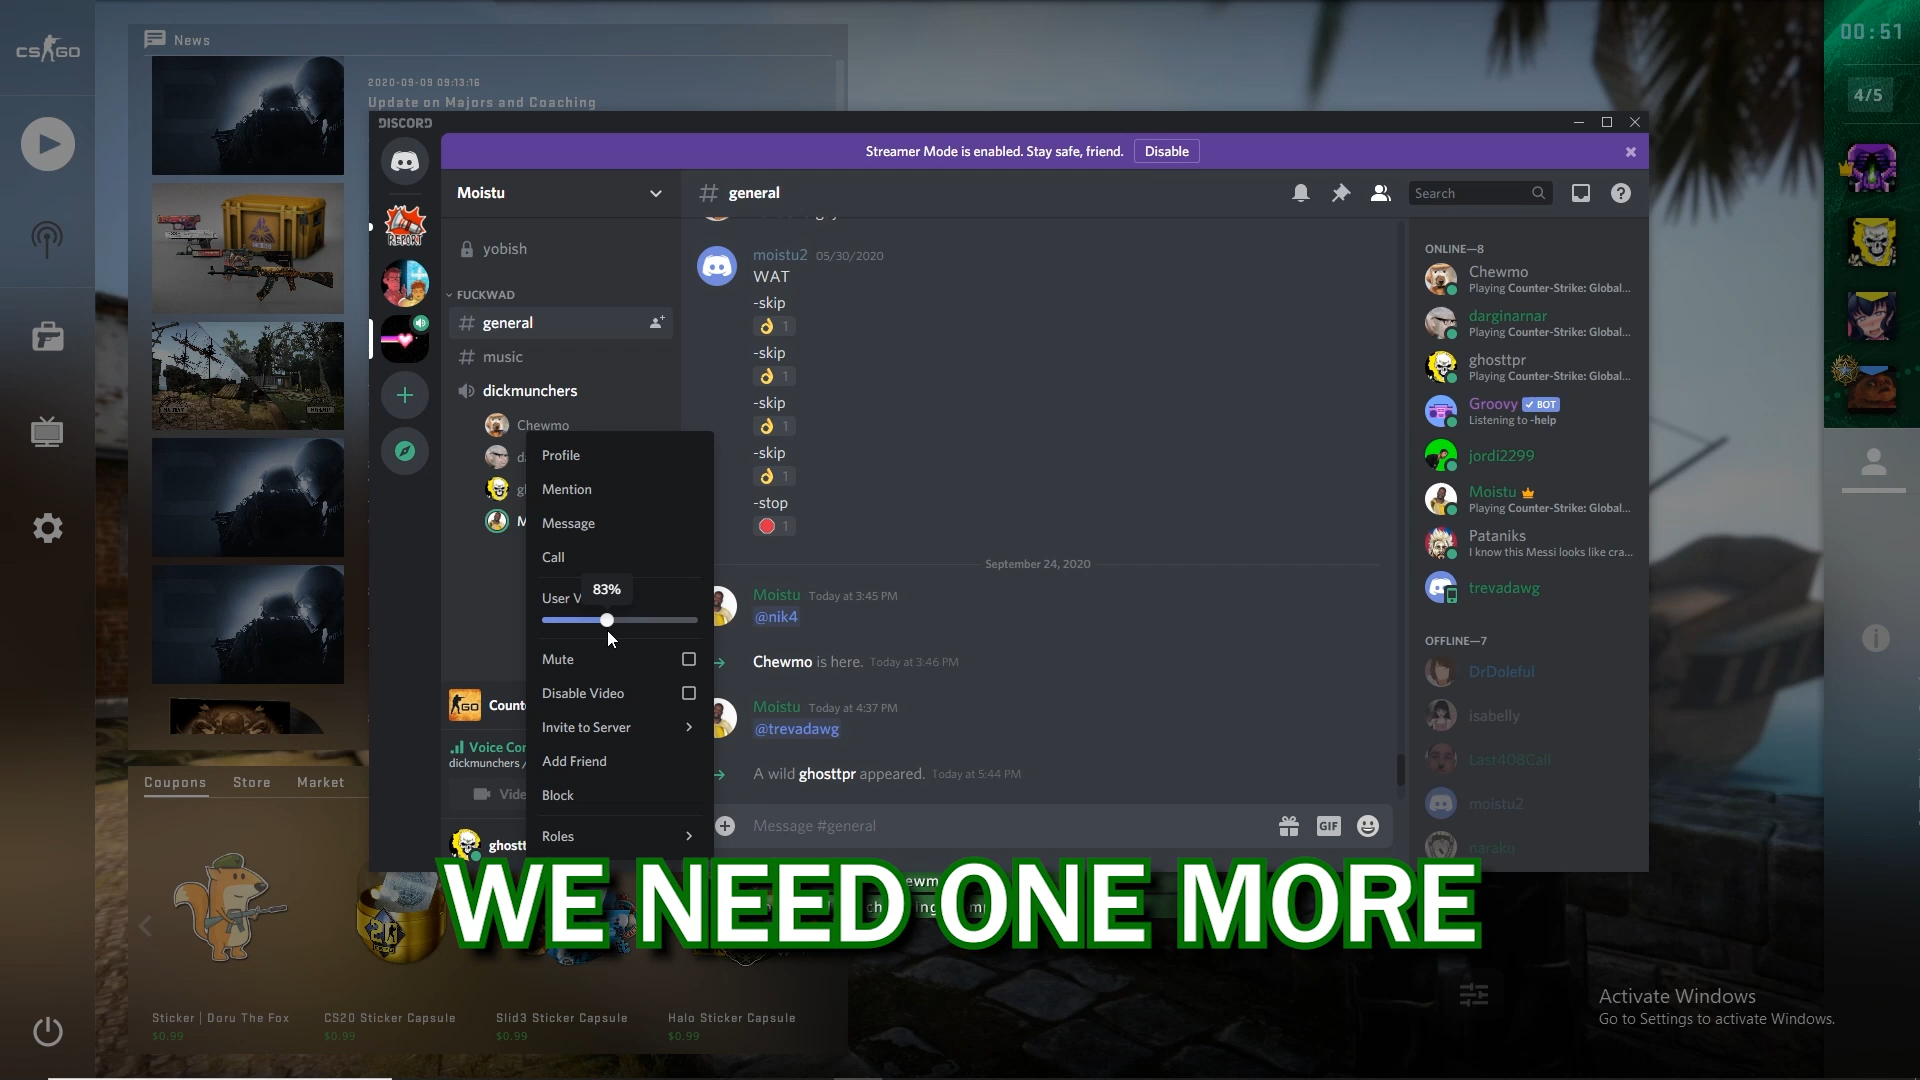 CS GO
News
2020-09-09 09:13:16
Update on Majors and Coaching
00:51
4/5
DISCORD
Streamer Mode is enabled. Stay safe, friend.
Disable
Moistu
general
Search
yobish
FUCKWAD
general
music
dickmunchers
Chewmo
Profile
Mention
Message
Call
83%
User V
Mute
Disable Video
Invite to Server
Add Friend
Block
Roles
GO
Count
Voice Con
dickmunchers /
Vide
ghostt
moistu2 05/30/2020
WAT
-skip
1
-skip
1
-skip
1
-skip
1
-stop
1
September 24, 2020
Moistu Today at 3:45 PM
@nik4
Chewmo is here. Today at 3:46 PM
Moistu Today at 4:37 PM
@trevadawg
A wild ghosttpr appeared. Today at 5:44 PM
Message #general
GIF
ONLINE—8
Chewmo
Playing Counter-Strike: Global...
darginarnar
Playing Counter-Strike: Global...
ghosttpr
Playing Counter-Strike: Global...
Groovy BOT
Listening to -help
jordi2299
Moistu
Playing Counter-Strike: Global...
Pataniks
I know this Messi looks like cra...
trevadawg
OFFLINE—7
DrDoleful
isabelly
Last408Call
moistu2
naraku
REPORT
Coupons Store Market
WE NEED ONE MORE
Sticker | Doru The Fox
$0.99
CS20 Sticker Capsule
$0.99
Slid3 Sticker Capsule
$0.99
Halo Sticker Capsule
$0.99
Activate Windows
Go to Settings to activate Windows.